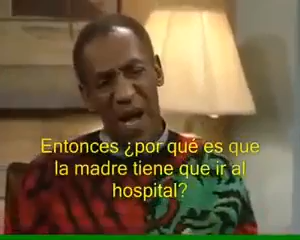 Entonces ¿por qué es que
la madre tiene que ir al
hospital?